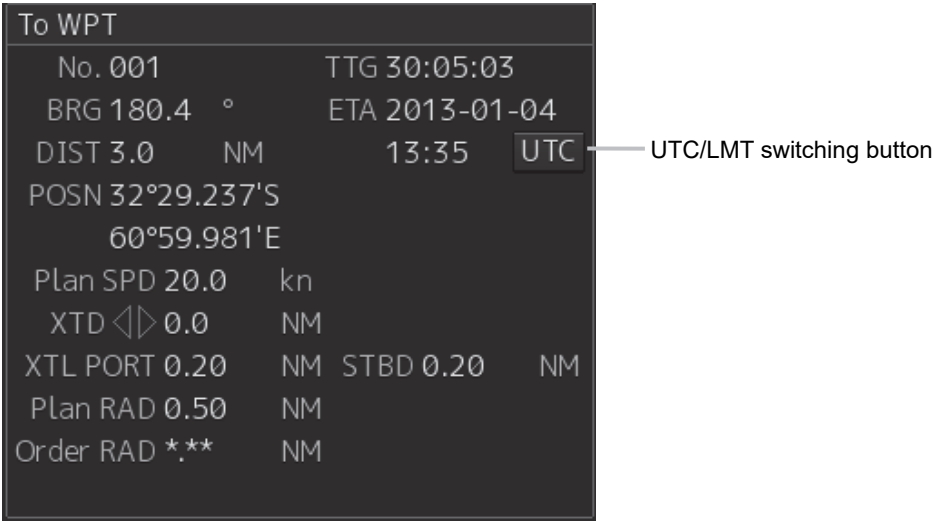 To WPT
No. 001 TTG 30:05:03
BRG 180.4 ° ETA 2013-01-04
DIST 3.0 NM 13:35 UTC UTC/LMT switching button
POSN 32°29.237'S
60°59.981'E
Plan SPD 20.0 kn
XTD ◁▷ 0.0 NM
XTL PORT 0.20 NM STBD 0.20 NM
Plan RAD 0.50 NM
Order RAD *.** NM